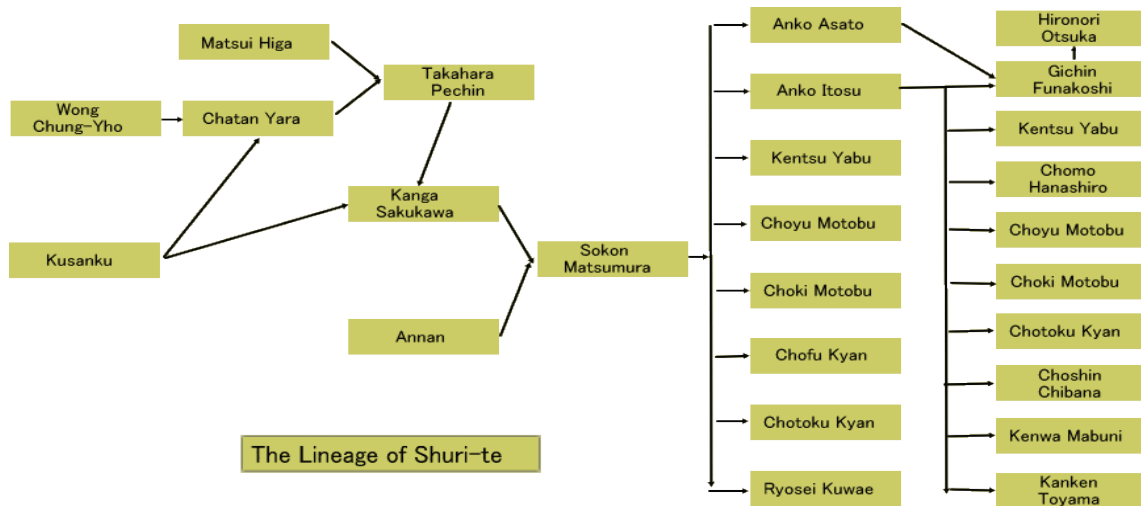 Matsui Higa
Wong
Chung-Yho
Chatan Yara
Takahara
Pechin
Kusanku
Kanga
Sakukawa
Annan
Sokon
Matsumura
Anko Asato
Anko Itosu
Kentsu Yabu
Choyu Motobu
Choki Motobu
Chofu Kyan
Chotoku Kyan
Ryosei Kuwae
Hironori
Otsuka
Gichin
Funakoshi
Kentsu Yabu
Chomo
Hanashiro
Choyu Motobu
Choki Motobu
Chotoku Kyan
Choshin
Chibana
Kenwa Mabuni
Kanken
Toyama
The Lineage of Shuri-te